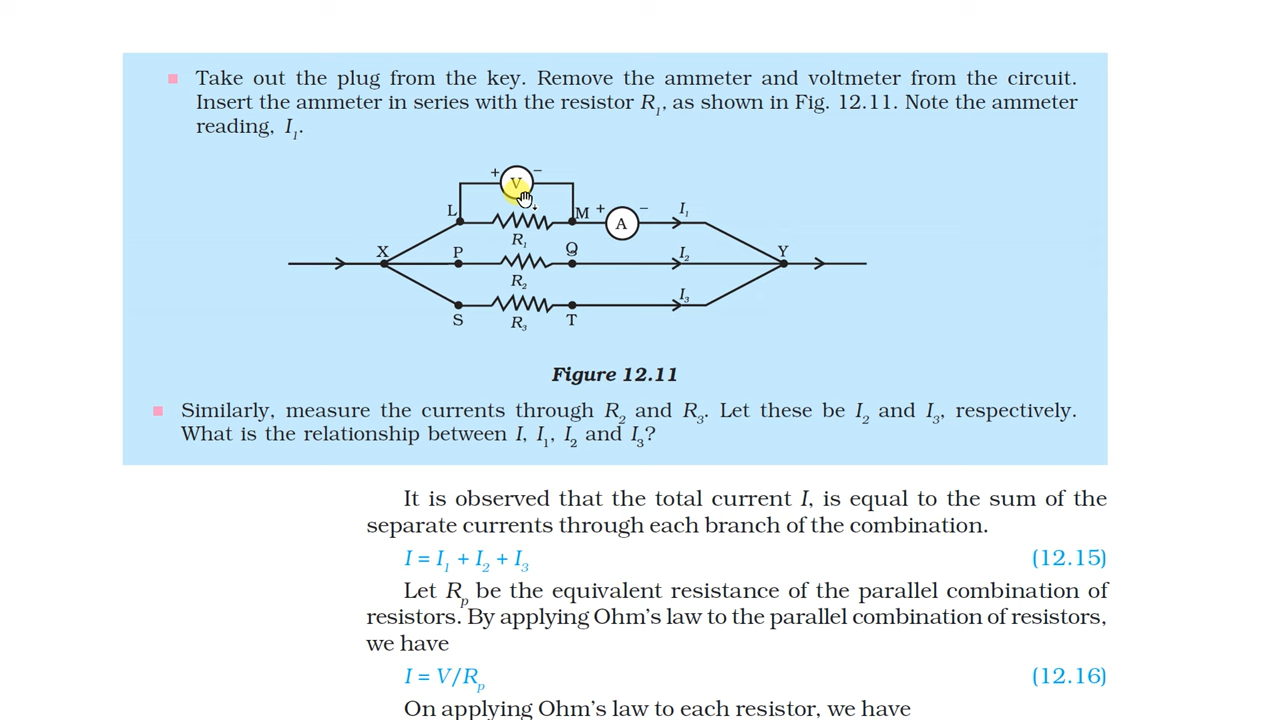 Take out the plug from the key. Remove the ammeter and voltmeter from the circuit.
Insert the ammeter in series with the resistor R1, as shown in Fig. 12.11. Note the ammeter
reading, I1.
+ V −
L M + A − I1
R1
X P Q I2 Y
R2
I3
S R3 T
Figure 12.11
Similarly, measure the currents through R2 and R3. Let these be I2 and I3, respectively.
What is the relationship between I, I1, I2 and I3?
It is observed that the total current I, is equal to the sum of the
separate currents through each branch of the combination.
I = I1 + I2 + I3 (12.15)
Let Rp be the equivalent resistance of the parallel combination of
resistors. By applying Ohm's law to the parallel combination of resistors,
we have
I = V/Rp (12.16)
On applying Ohm's law to each resistor, we have